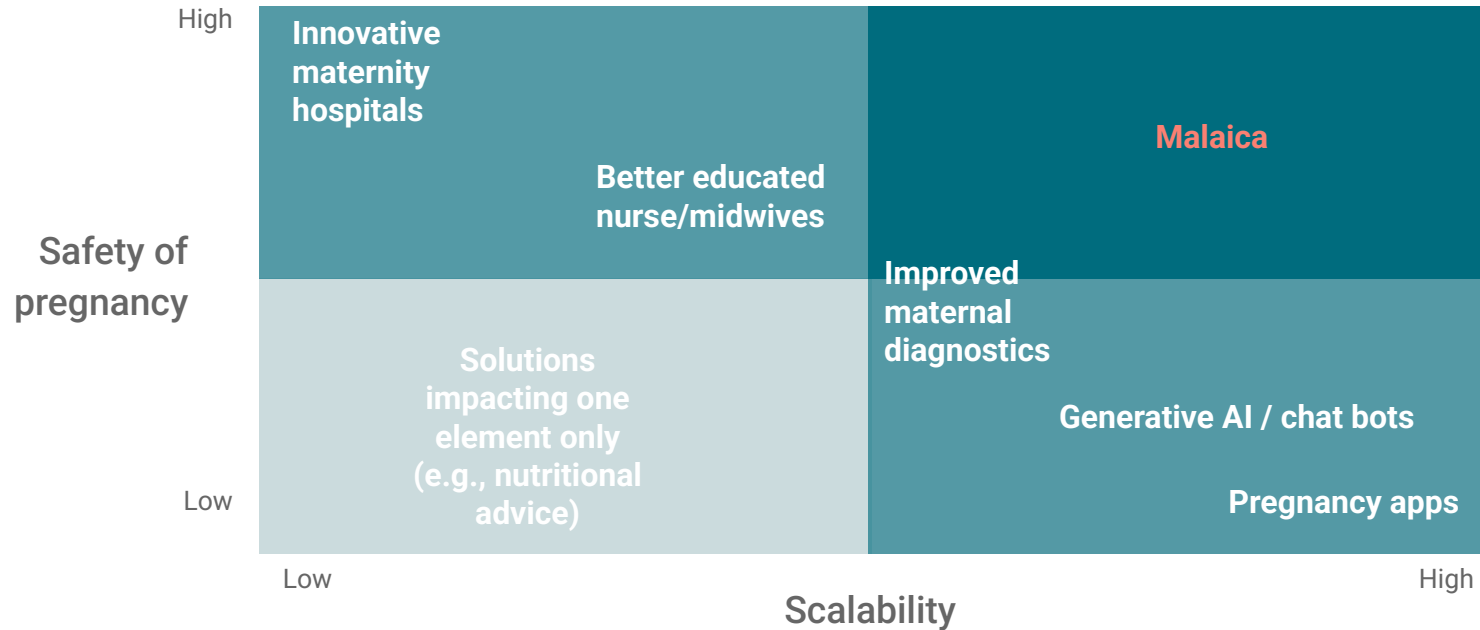 High
Innovative
maternity
hospitals
Malaica
Better educated
nurse/midwives
Safety of
pregnancy
Improved
maternal
diagnostics
Solutions
impacting one
element only
(e.g., nutritional
advice)
Generative AI / chat bots
Low
Pregnancy apps
Low
High
Scalability